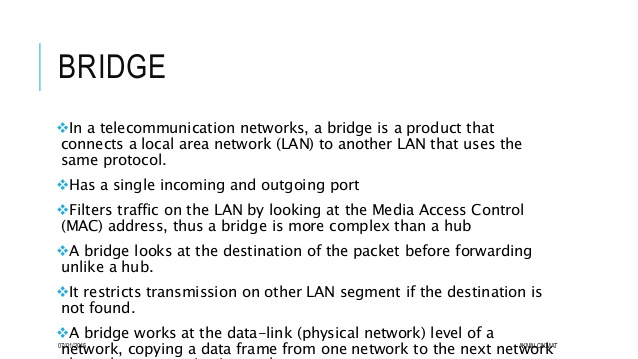 BRIDGE
❖In a telecommunication networks, a bridge is a product that
connects a local area network (LAN) to another LAN that uses the
same protocol.
❖Has a single incoming and outgoing port
❖Filters traffic on the LAN by looking at the Media Access Control
(MAC) address, thus a bridge is more complex than a hub
❖A bridge looks at the destination of the packet before forwarding
unlike a hub.
❖It restricts transmission on other LAN segment if the destination is
not found.
❖A bridge works at the data-link (physical network) level of a
network, copying a data frame from one network to the next network